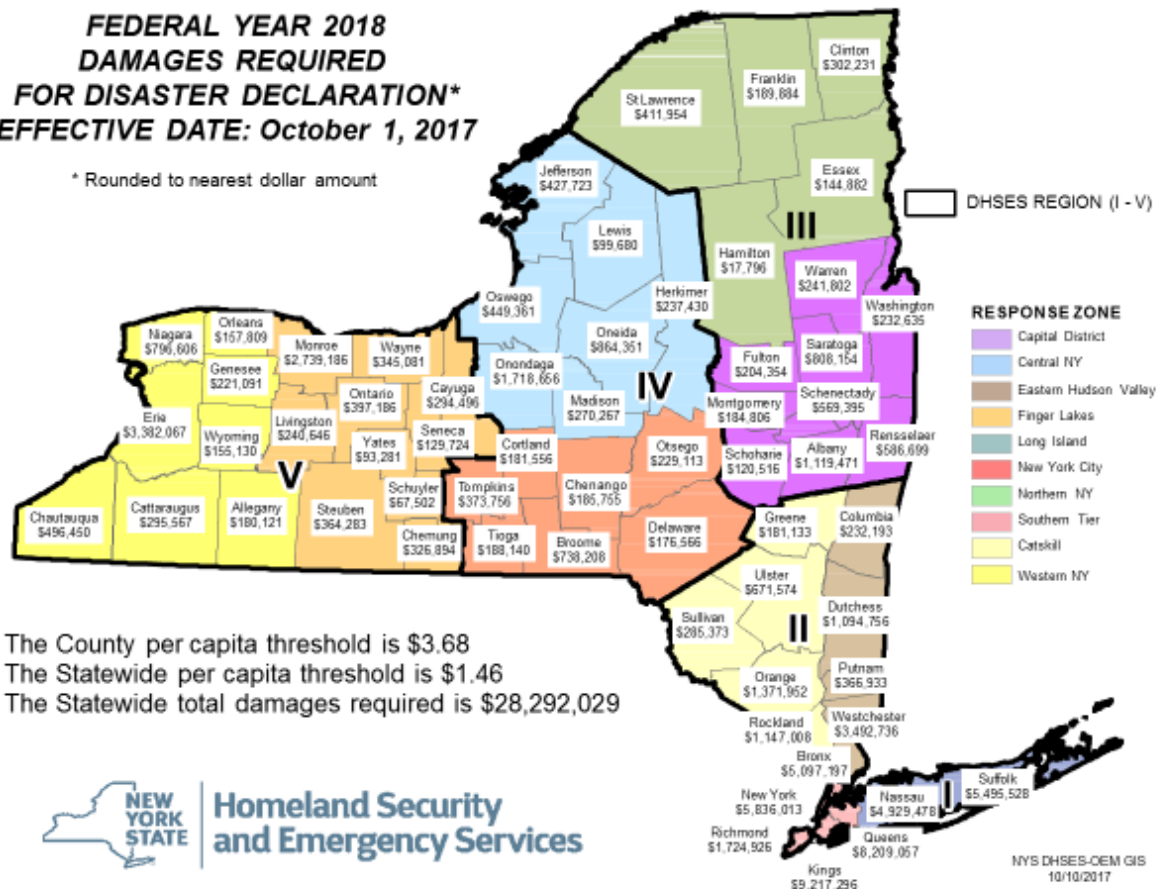 FEDERAL YEAR 2018
DAMAGES REQUIRED
FOR DISASTER DECLARATION*
EFFECTIVE DATE: October 1, 2017
* Rounded to nearest dollar amount
Clinton
$302,231
Franklin
$189,884
St Lawrence
$411,954
Essex
$144,882
Jefferson
$427,723
DHSES REGION (I - V)
Lewis
$99,680
III
Hamilton
$17,796
Warren
$241,802
Herkimer
$237,430
Washington
$232,635
Oswego
$449,361
Oneida
$864,351
Saratoga
$808,154
Fulton
$204,354
Niagara
$796,606
Orleans
$157,809
Monroe
$2,739,186
Wayne
$345,081
Genesee
$221,091
Onondaga
$1,718,656
IV
Madison
$270,267
Montgomery
$184,806
Schenectady
$569,395
Ontario
$397,186
Cayuga
$294,496
Erie
$3,382,067
Livingston
$240,646
Wyoming
$155,130
Yates
$93,281
Seneca
$129,724
Cortland
$181,556
Otsego
$229,113
Schoharie
$120,516
Albany
$1,119,471
Rensselaer
$586,699
V
Tompkins
$373,756
Chenango
$185,755
Schuyler
$67,502
Chautauqua
$496,450
Cattaraugus
$295,567
Allegany
$180,121
Steuben
$364,283
Chemung
$326,894
Tioga
$188,140
Broome
$738,208
Delaware
$176,566
Greene
$181,133
Columbia
$232,193
Ulster
$671,574
Dutchess
$1,094,756
Sullivan
$285,373
II
Orange
$1,371,952
Putnam
$366,933
Rockland
$1,147,008
Westchester
$3,492,736
Bronx
$5,097,197
New York
$5,836,013
Nassau
$4,929,478
I
Suffolk
$5,495,528
Richmond
$1,724,926
Queens
$8,209,057
Kings
$9,217,296
RESPONSE ZONE
Capital District
Central NY
Eastern Hudson Valley
Finger Lakes
Long Island
New York City
Northern NY
Southern Tier
Catskill
Western NY
The County per capita threshold is $3.68
The Statewide per capita threshold is $1.46
The Statewide total damages required is $28,292,029
NEW
YORK
STATE
Homeland Security
and Emergency Services
NYS DHSES-OEM GIS
10/10/2017